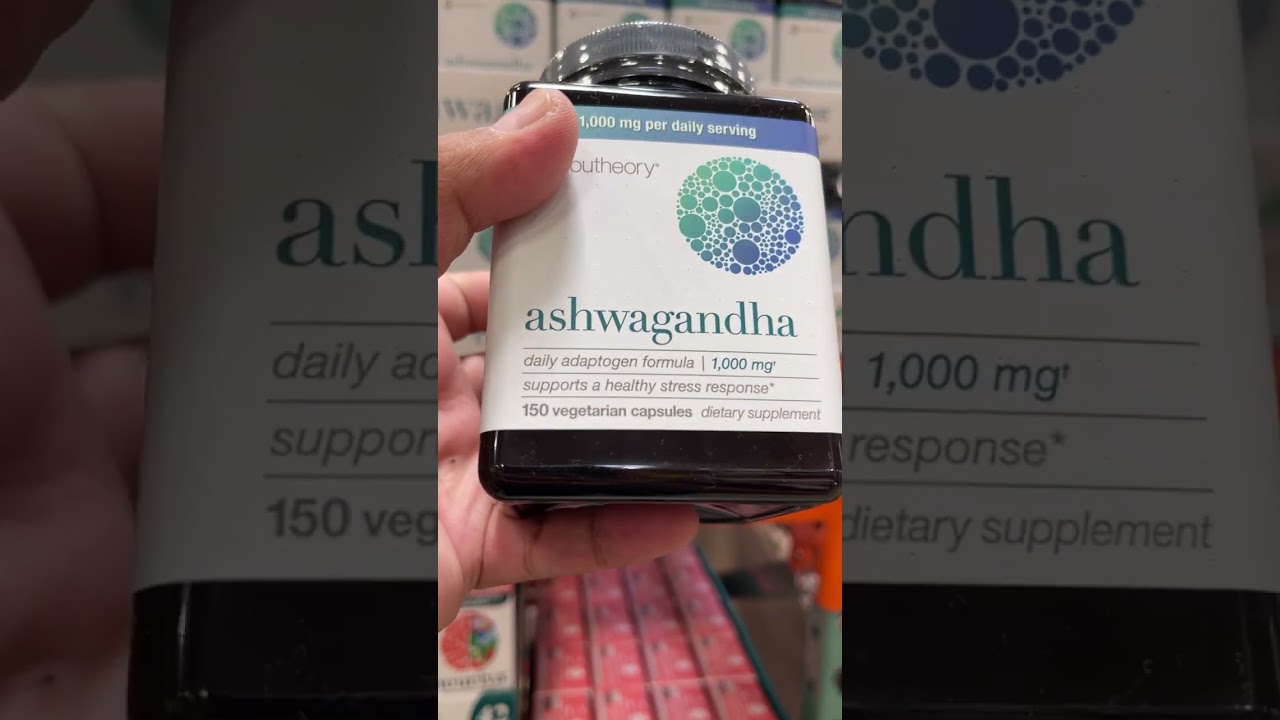 1,000 mg per daily serving
outheory®
ashwagandha
daily adaptogen formula | 1,000 mg†
supports a healthy stress response*
150 vegetarian capsules dietary supplement